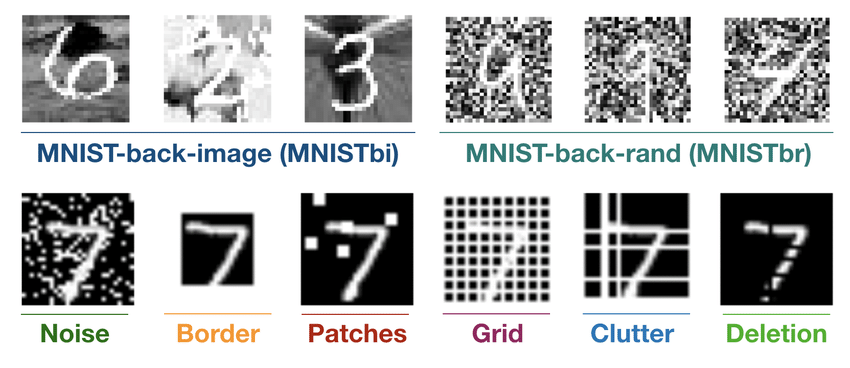 MNIST-back-image (MNISTbi) MNIST-back-rand (MNISTbr)
Noise Border Patches Grid Clutter Deletion